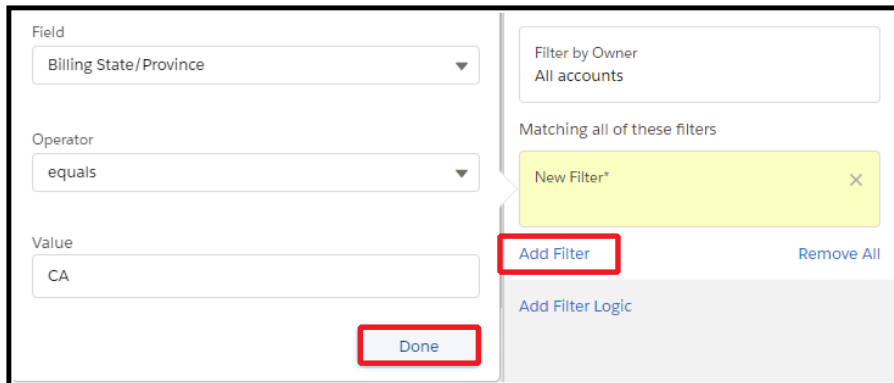 Field
Billing State/Province
Operator
equals
Value
CA
Done
Filter by Owner
All accounts
Matching all of these filters
New Filter*
Add Filter
Remove All
Add Filter Logic